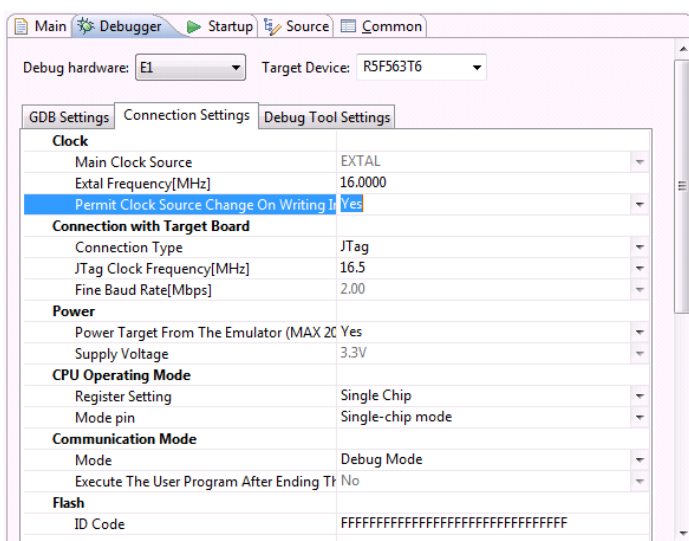 Main Debugger Startup Source Common
Debug hardware: E1 Target Device: R5F563T6
GDB Settings Connection Settings Debug Tool Settings
Clock
Main Clock Source EXTAL
Extal Frequency[MHz] 16.0000
Permit Clock Source Change On Writing Yes
Connection with Target Board
Connection Type JTag
JTag Clock Frequency[MHz] 16.5
Fine Baud Rate[Mbps] 2.00
Power
Power Target From The Emulator (MAX 20 Yes
Supply Voltage 3.3V
CPU Operating Mode
Register Setting Single Chip
Mode pin Single-chip mode
Communication Mode
Mode Debug Mode
Execute The User Program After Ending No
Flash
ID Code FFFFFFFFFFFFFFFFFFFFFFFFFFFFFFFF